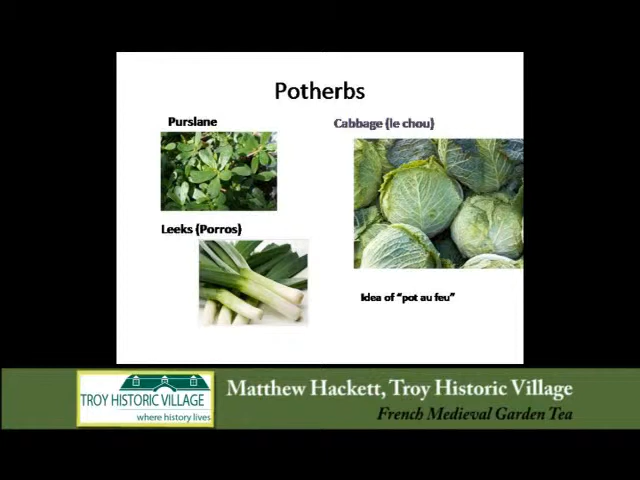 Potherbs
Purslane
Cabbage (le chou)
Leeks (Porros)
Idea of "pot au feu"
TROY HISTORIC VILLAGE
where history lives
Matthew Hackett, Troy Historic Village
French Medieval Garden Tea